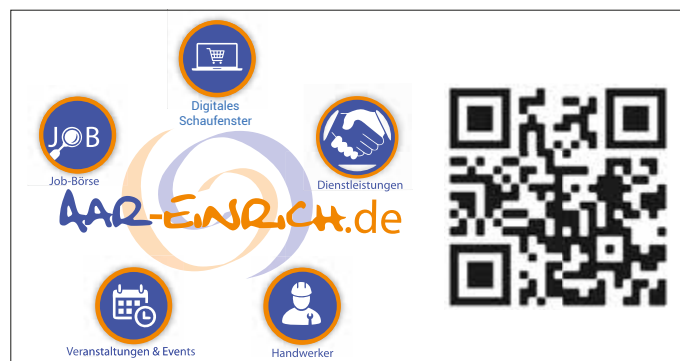 Digitales
Schaufenster
JOB
Job-Börse
Dienstleistungen
AAR-EINRICH.de
Veranstaltungen & Events
Handwerker